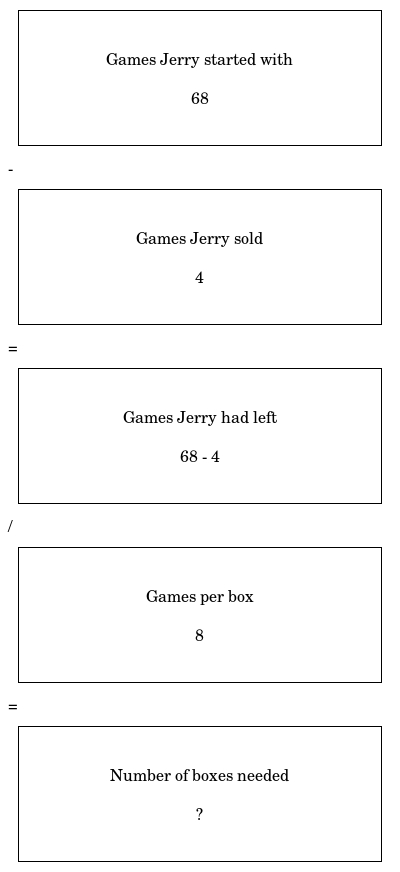 Games Jerry started with
68
-
Games Jerry sold
4
=
Games Jerry had left
68 - 4
/
Games per box
8
=
Number of boxes needed
?